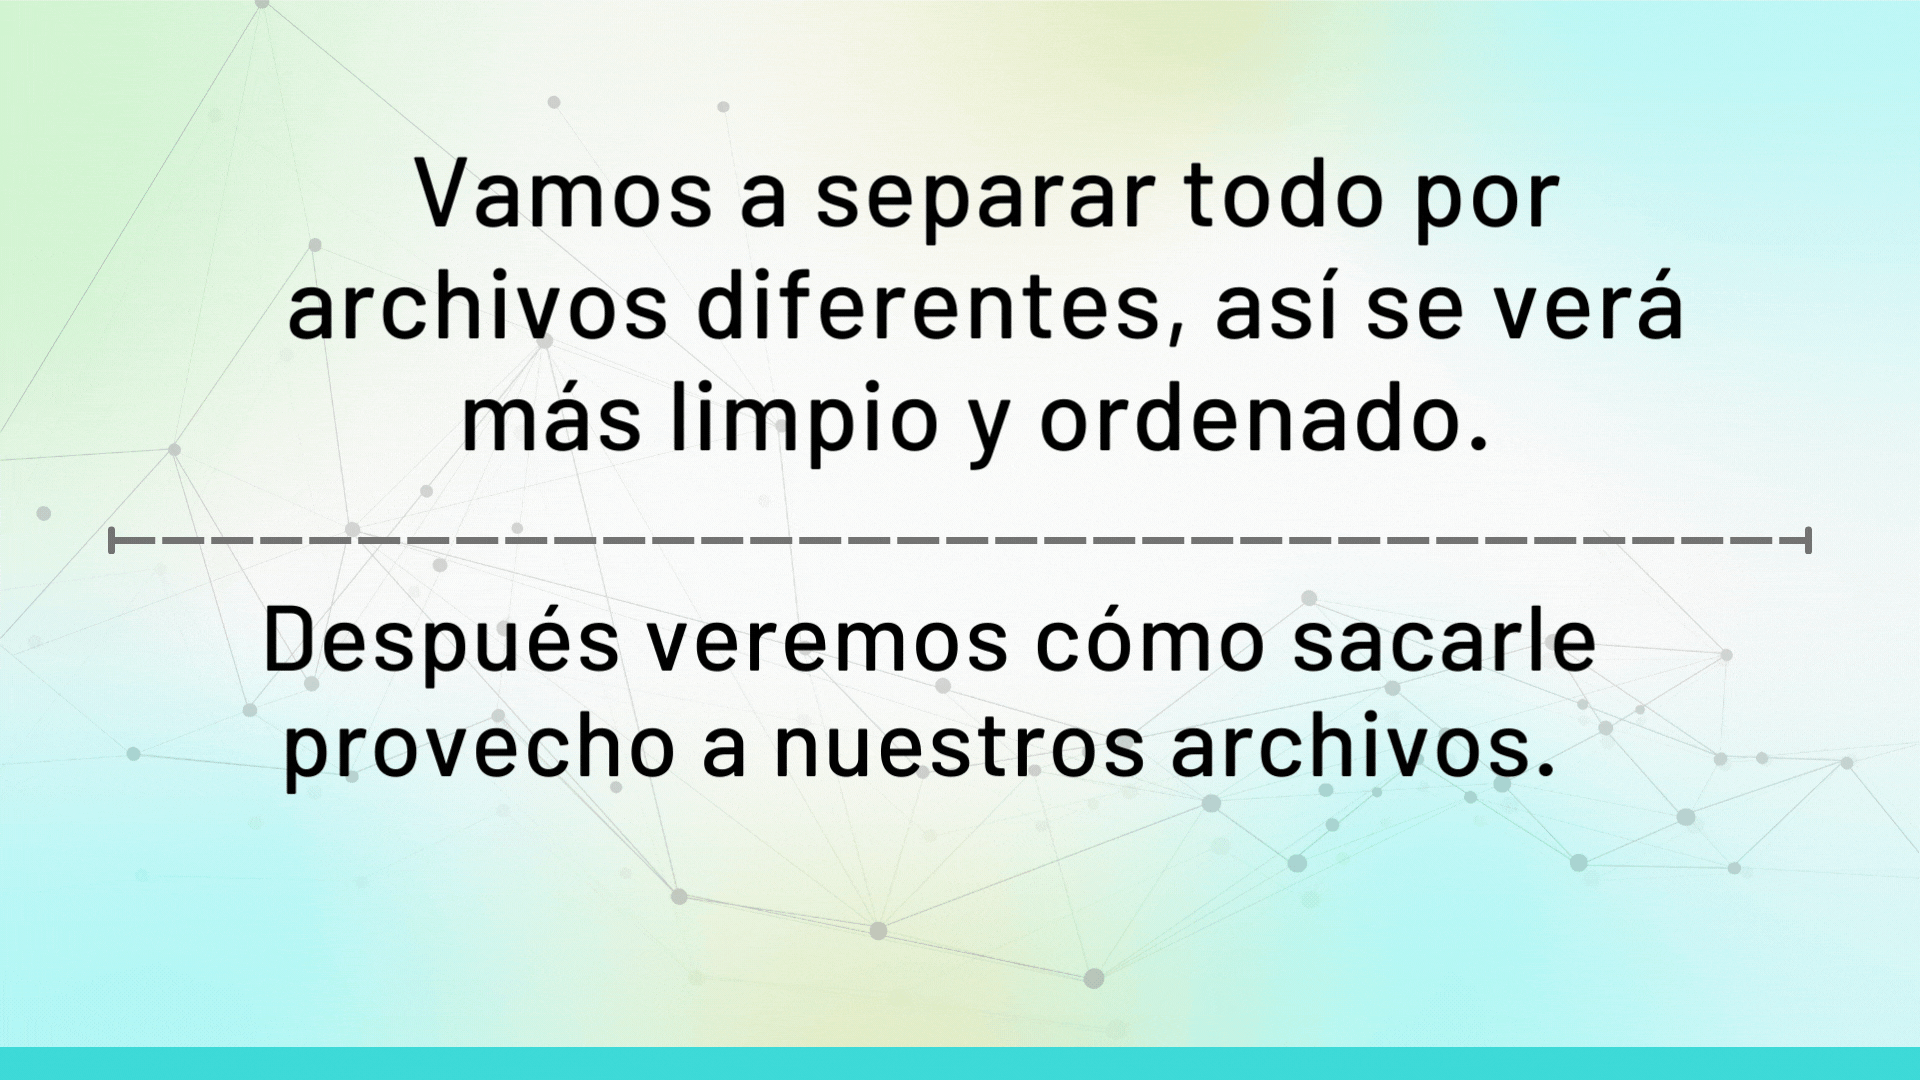 Vamos a separar todo por
archivos diferentes, así se verá
más limpio y ordenado.
Después veremos cómo sacarle
provecho a nuestros archivos.